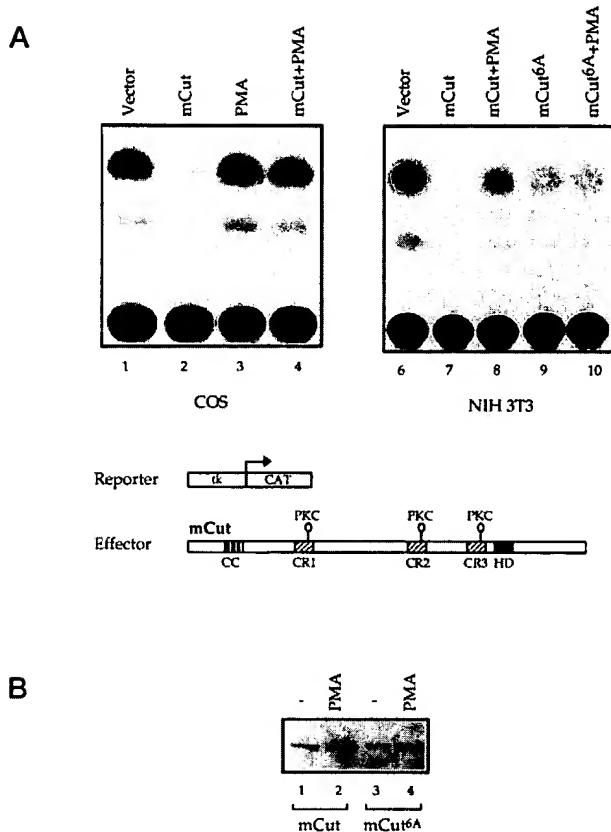 A
Vector
mCut
PMA
mCut+PMA
Vector
mCut
mCut+PMA
mCut6A
mCut6A+PMA
1 2 3 4
6 7 8 9 10
COS
NIH 3T3
Reporter
tk CAT
Effector
mCut
PKC PKC PKC
CC CR1 CR2 CR3 HD
B
-
PMA
-
PMA
1 2 3 4
mCut mCut6A